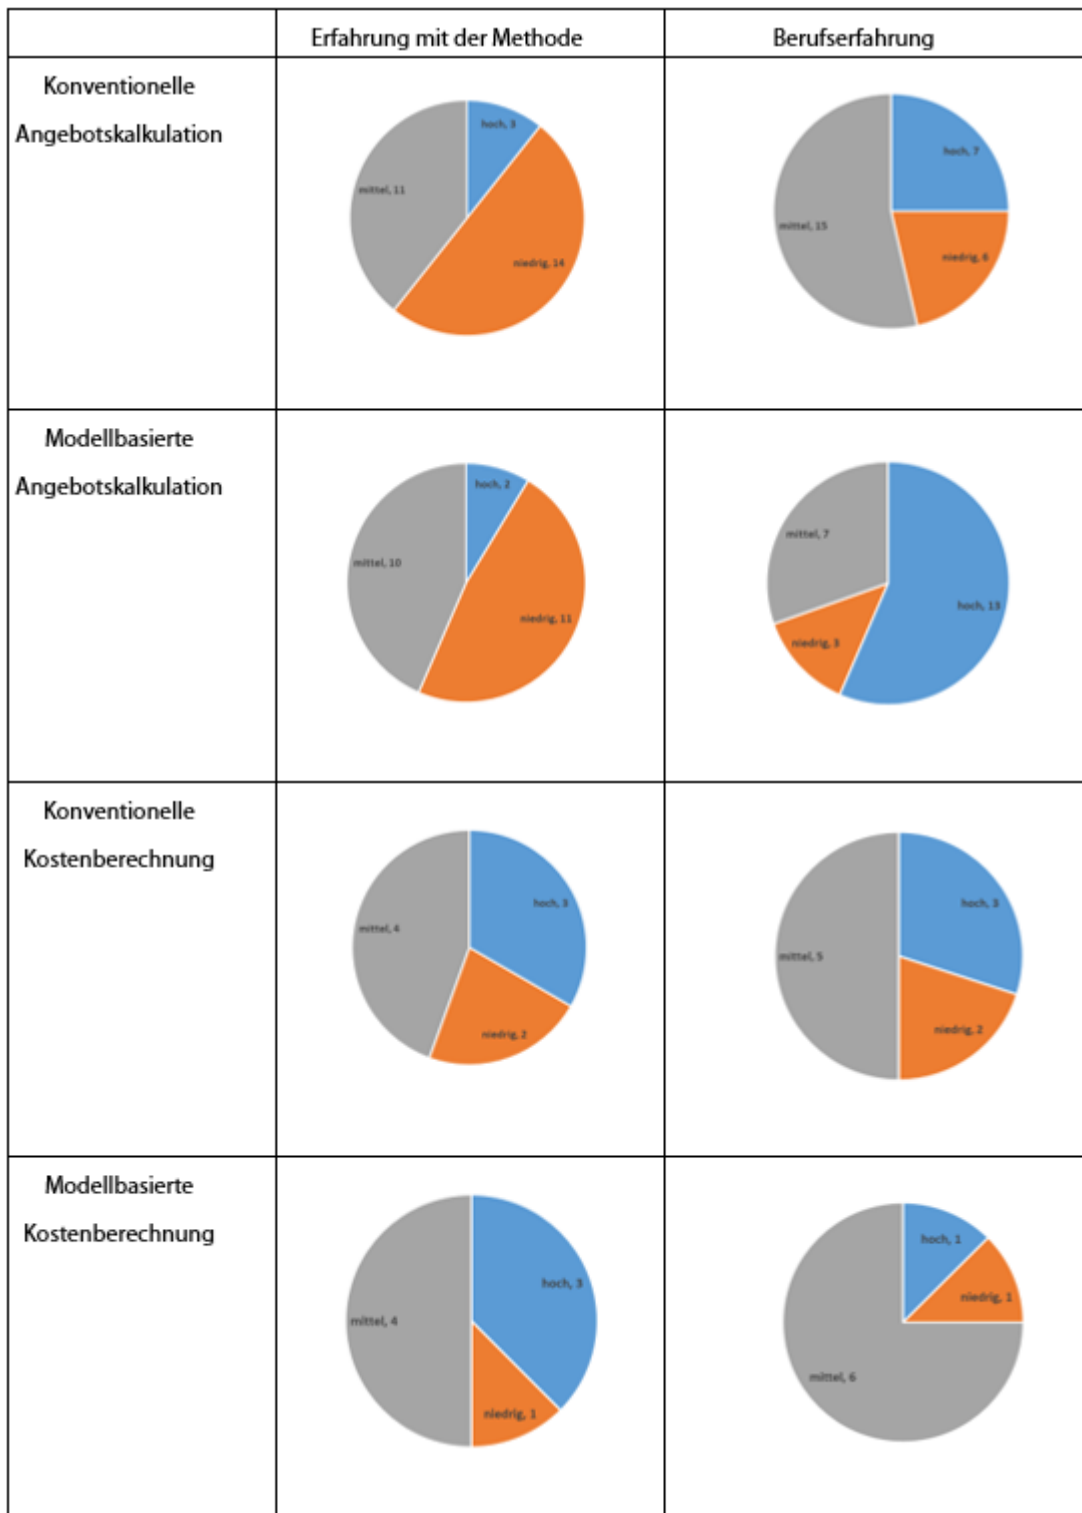 Erfahrung mit der Methode
Berufserfahrung
Konventionelle
Angebotskalkulation
hoch, 3
mittel, 11
niedrig, 14
hoch, 7
mittel, 15
niedrig, 6
Modellbasierte
Angebotskalkulation
hoch, 2
mittel, 10
niedrig, 11
mittel, 7
hoch, 13
niedrig, 3
Konventionelle
Kostenberechnung
hoch, 3
mittel, 4
niedrig, 2
hoch, 3
mittel, 5
niedrig, 2
Modellbasierte
Kostenberechnung
hoch, 3
mittel, 4
niedrig, 1
hoch, 1
niedrig, 1
mittel, 6